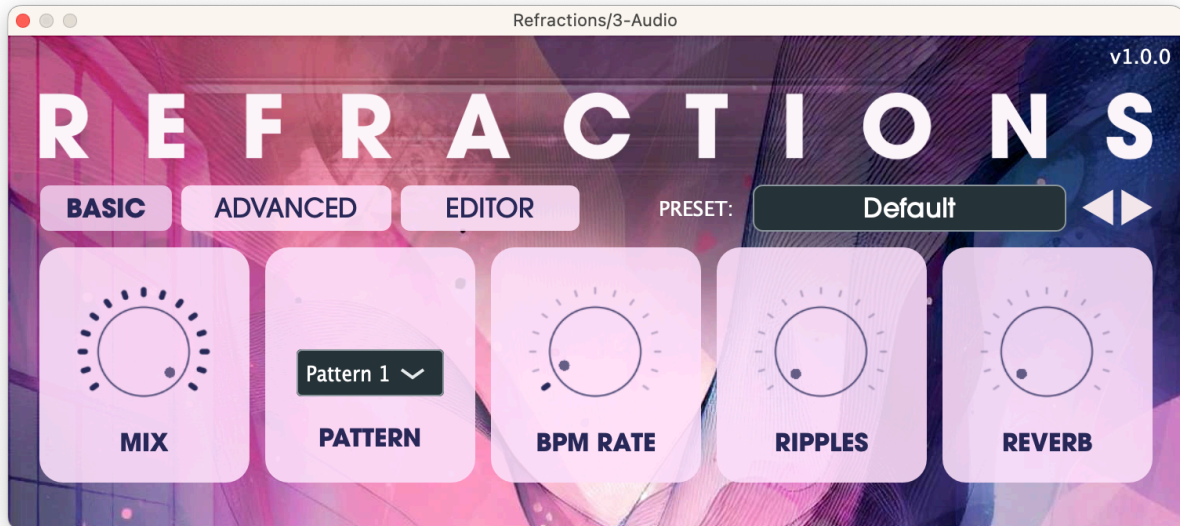 Refractions/3-Audio
v1.0.0
REFRACTIONS
BASIC ADVANCED EDITOR PRESET: Default
Pattern 1
MIX PATTERN BPM RATE RIPPLES REVERB